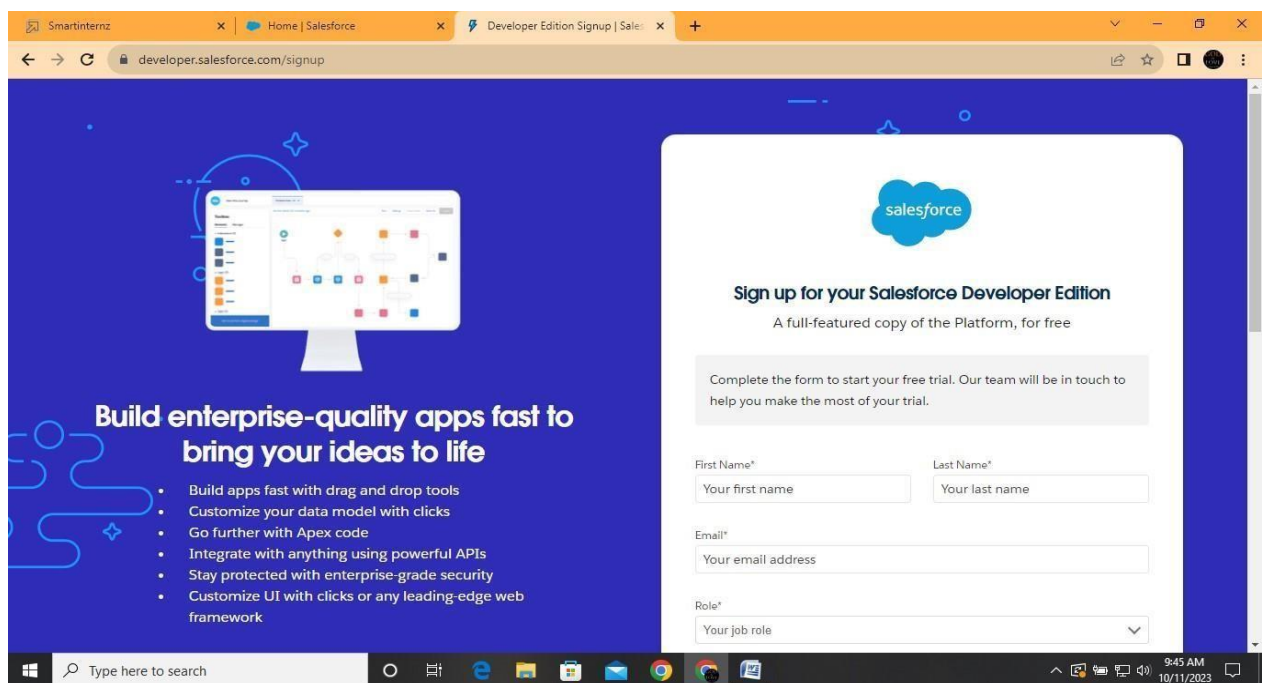 Smartinternz
Home | Salesforce
Developer Edition Signup | Sale
developer.salesforce.com/signup
salesforce
Sign up for your Salesforce Developer Edition
A full-featured copy of the Platform, for free
Complete the form to start your free trial. Our team will be in touch to
help you make the most of your trial.
Build enterprise-quality apps fast to
bring your ideas to life
• Build apps fast with drag and drop tools
• Customize your data model with clicks
• Go further with Apex code
• Integrate with anything using powerful APIs
• Stay protected with enterprise-grade security
• Customize UI with clicks or any leading-edge web
framework
First Name* Last Name*
Your first name Your last name
Email*
Your email address
Role*
Your job role
Type here to search
9:45 AM
10/11/2023